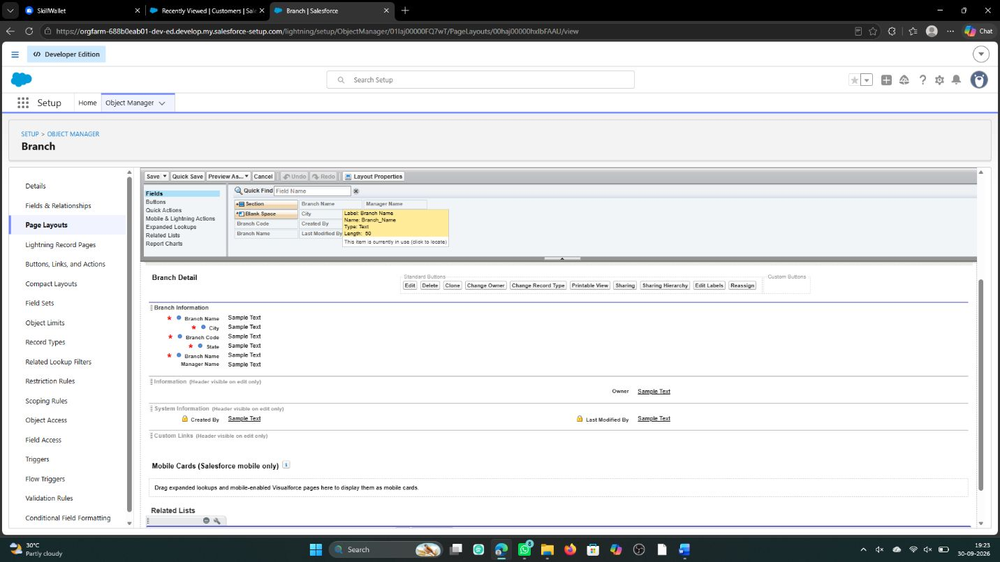 SkillWallet
Recently Viewed | Customers | Sale
Branch | Salesforce
https://orgfarm-688b0eab01-dev-ed.develop.my.salesforce-setup.com/lightning/setup/ObjectManager/01Iaj00000FQ7wT/PageLayouts/00haj00000hxIbFAAU/view
Chat
Developer Edition
Search Setup
Setup
Home
Object Manager
SETUP > OBJECT MANAGER
Branch
Details
Fields & Relationships
Page Layouts
Lightning Record Pages
Buttons, Links, and Actions
Compact Layouts
Field Sets
Object Limits
Record Types
Related Lookup Filters
Restriction Rules
Scoping Rules
Object Access
Field Access
Triggers
Flow Triggers
Validation Rules
Conditional Field Formatting
Save Quick Save Preview As... Cancel Undo Redo Layout Properties
Fields
Buttons
Quick Actions
Mobile & Lightning Actions
Expanded Lookups
Related Lists
Report Charts
Quick Find Field Name
Section Branch Name Manager Name
Blank Space City
Branch Code Created By
Branch Name Last Modified By
Label: Branch Name
Name: Branch_Name
Type: Text
Length: 50
This item is currently in use (click to locate)
Branch Detail
Standard Buttons
Edit Delete Clone Change Owner Change Record Type Printable View Sharing Sharing Hierarchy Edit Labels Reassign
Custom Buttons
Branch Information
* Branch Name Sample Text
* City Sample Text
* Branch Code Sample Text
* State Sample Text
* Branch Name Sample Text
Manager Name Sample Text
Information (Header visible on edit only)
Owner Sample Text
System Information (Header visible on edit only)
Created By Sample Text Last Modified By Sample Text
Custom Links (Header visible on edit only)
Mobile Cards (Salesforce mobile only) i
Drag expanded lookups and mobile-enabled Visualforce pages here to display them as mobile cards.
Related Lists
30°C
Partly cloudy
Search
8
19:23
30-09-2026